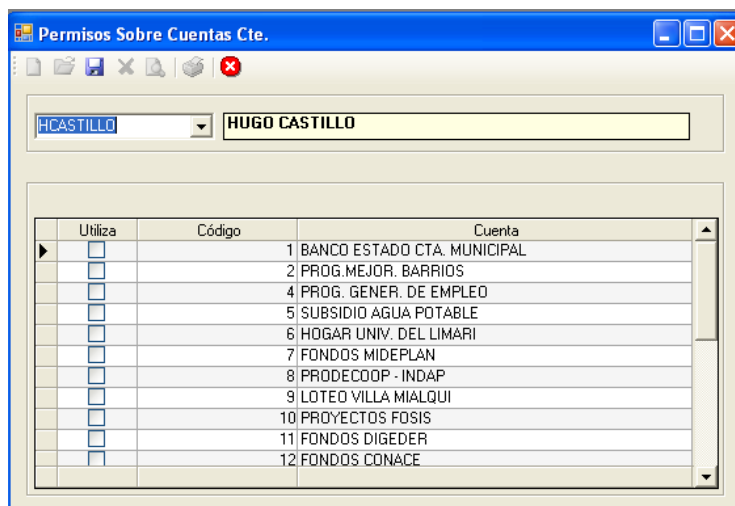 Permisos Sobre Cuentas Cte.
HCASTILLO HUGO CASTILLO
Utiliza Código Cuenta
1 BANCO ESTADO CTA. MUNICIPAL
2 PROG.MEJOR. BARRIOS
4 PROG. GENER. DE EMPLEO
5 SUBSIDIO AGUA POTABLE
6 HOGAR UNIV. DEL LIMARI
7 FONDOS MIDEPLAN
8 PRODECOOP - INDAP
9 LOTEO VILLA MIALQUI
10 PROYECTOS FOSIS
11 FONDOS DIGEDER
12 FONDOS CONACE